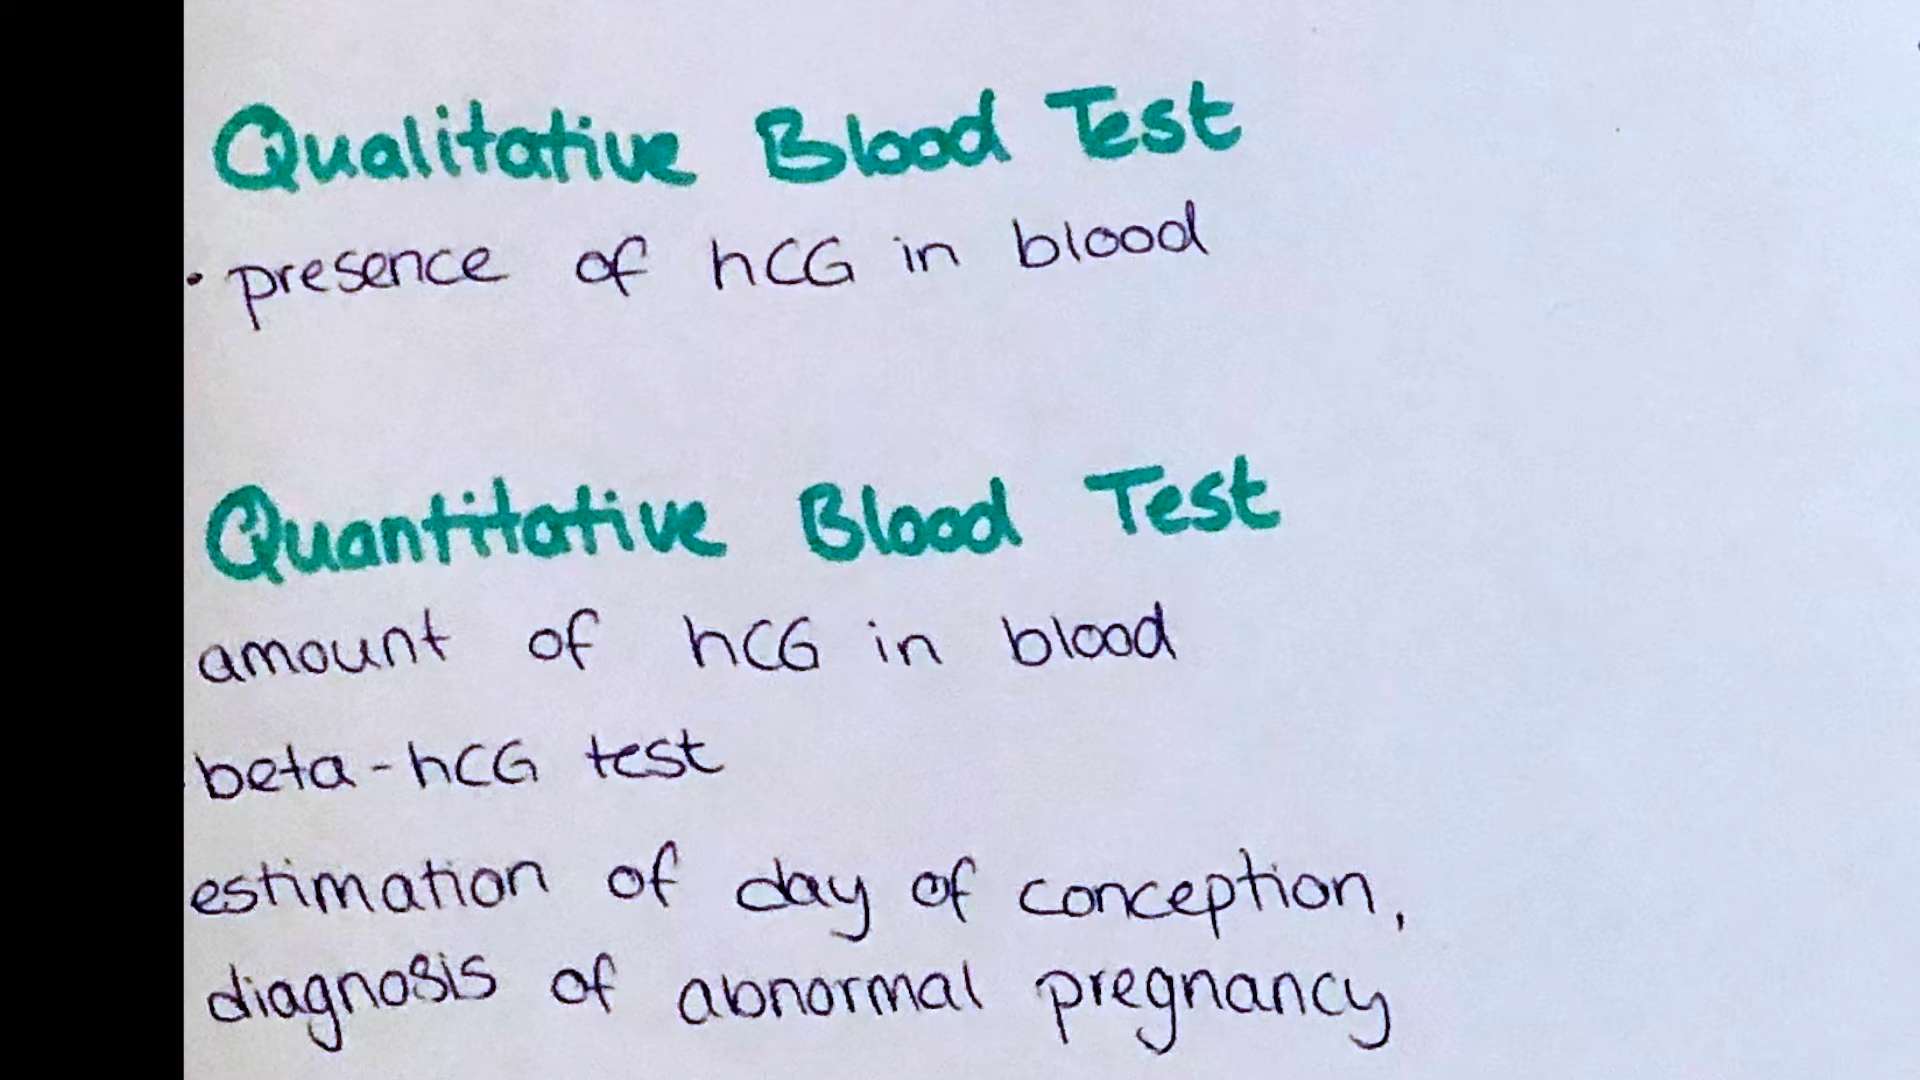 Qualitative Blood Test
• presence of hCG in blood
Quantitative Blood Test
amount of hCG in blood
beta-hCG test
estimation of day of conception,
diagnosis of abnormal pregnancy